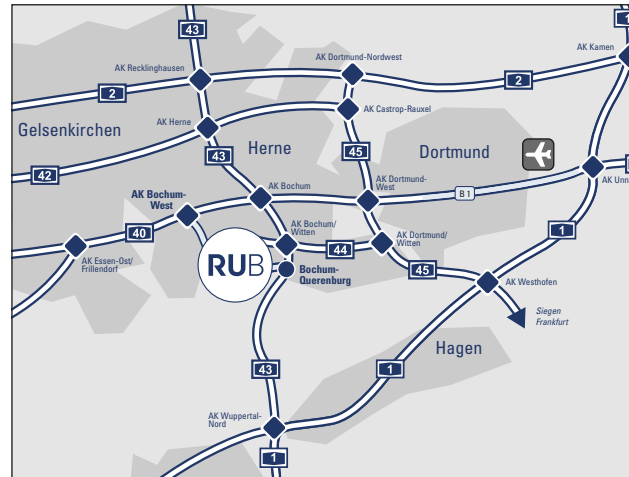 43
1
AK Kamen
AK Dortmund-Nordwest
AK Recklinghausen
2
2
AK Castrop-Rauxel
Gelsenkirchen
AK Herne
43
Herne
45
Dortmund
42
AK Dortmund-
West
B 1
AK Unn
AK Bochum-
West
AK Bochum
40
AK Bochum/
Witten
44
AK Dortmund/
Witten
1
AK Essen-Ost/
Frillendorf
RUB
Bochum-
Querenburg
45
AK Westhofen
Siegen
Frankfurt
Hagen
43
1
AK Wuppertal-
Nord
1